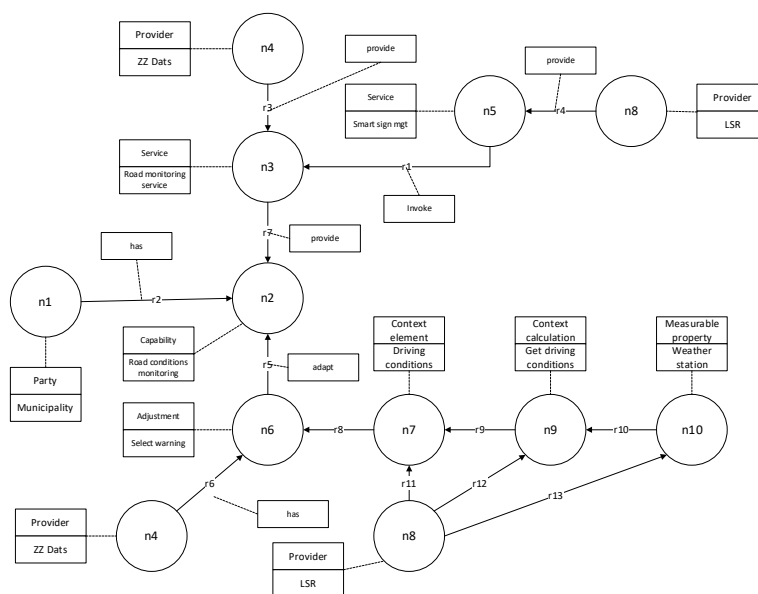 Provider
ZZ Dats
n4
provide
r3
Service
Smart sign mgt
n5
provide
r4
n8
Provider
LSR
Service
Road monitoring
service
n3
r1
Invoke
r7
provide
has
n1
r2
n2
Party
Municipality
Capability
Road conditions
monitoring
r5
adapt
Context
element
Driving
conditions
Context
calculation
Get driving
conditions
Measurable
property
Weather
station
Adjustment
Select warning
n6
r8
n7
r9
n9
r10
n10
r6
has
r11
r12
r13
Provider
ZZ Dats
n4
n8
Provider
LSR